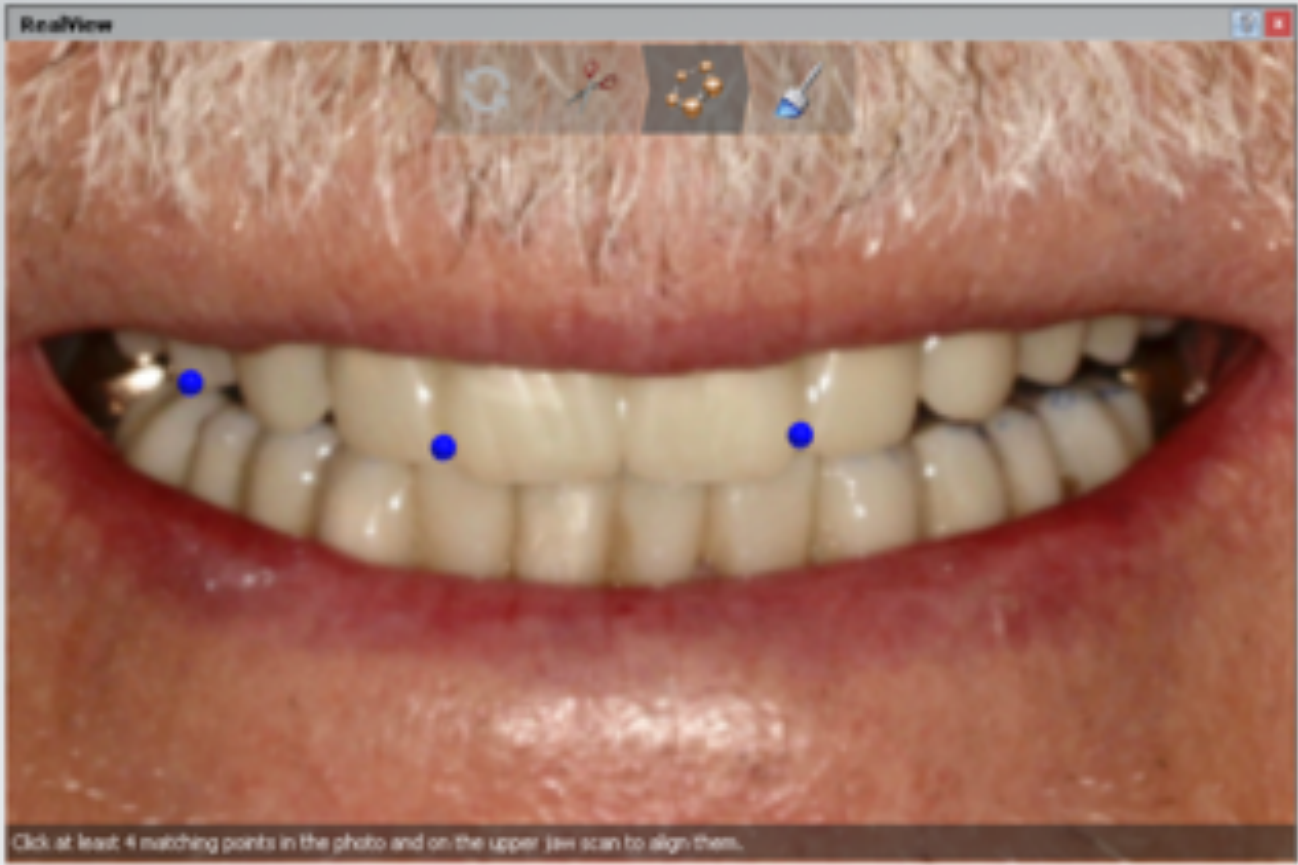 RealView
Click at least 4 matching points in the photo and on the upper jaw scan to align them.